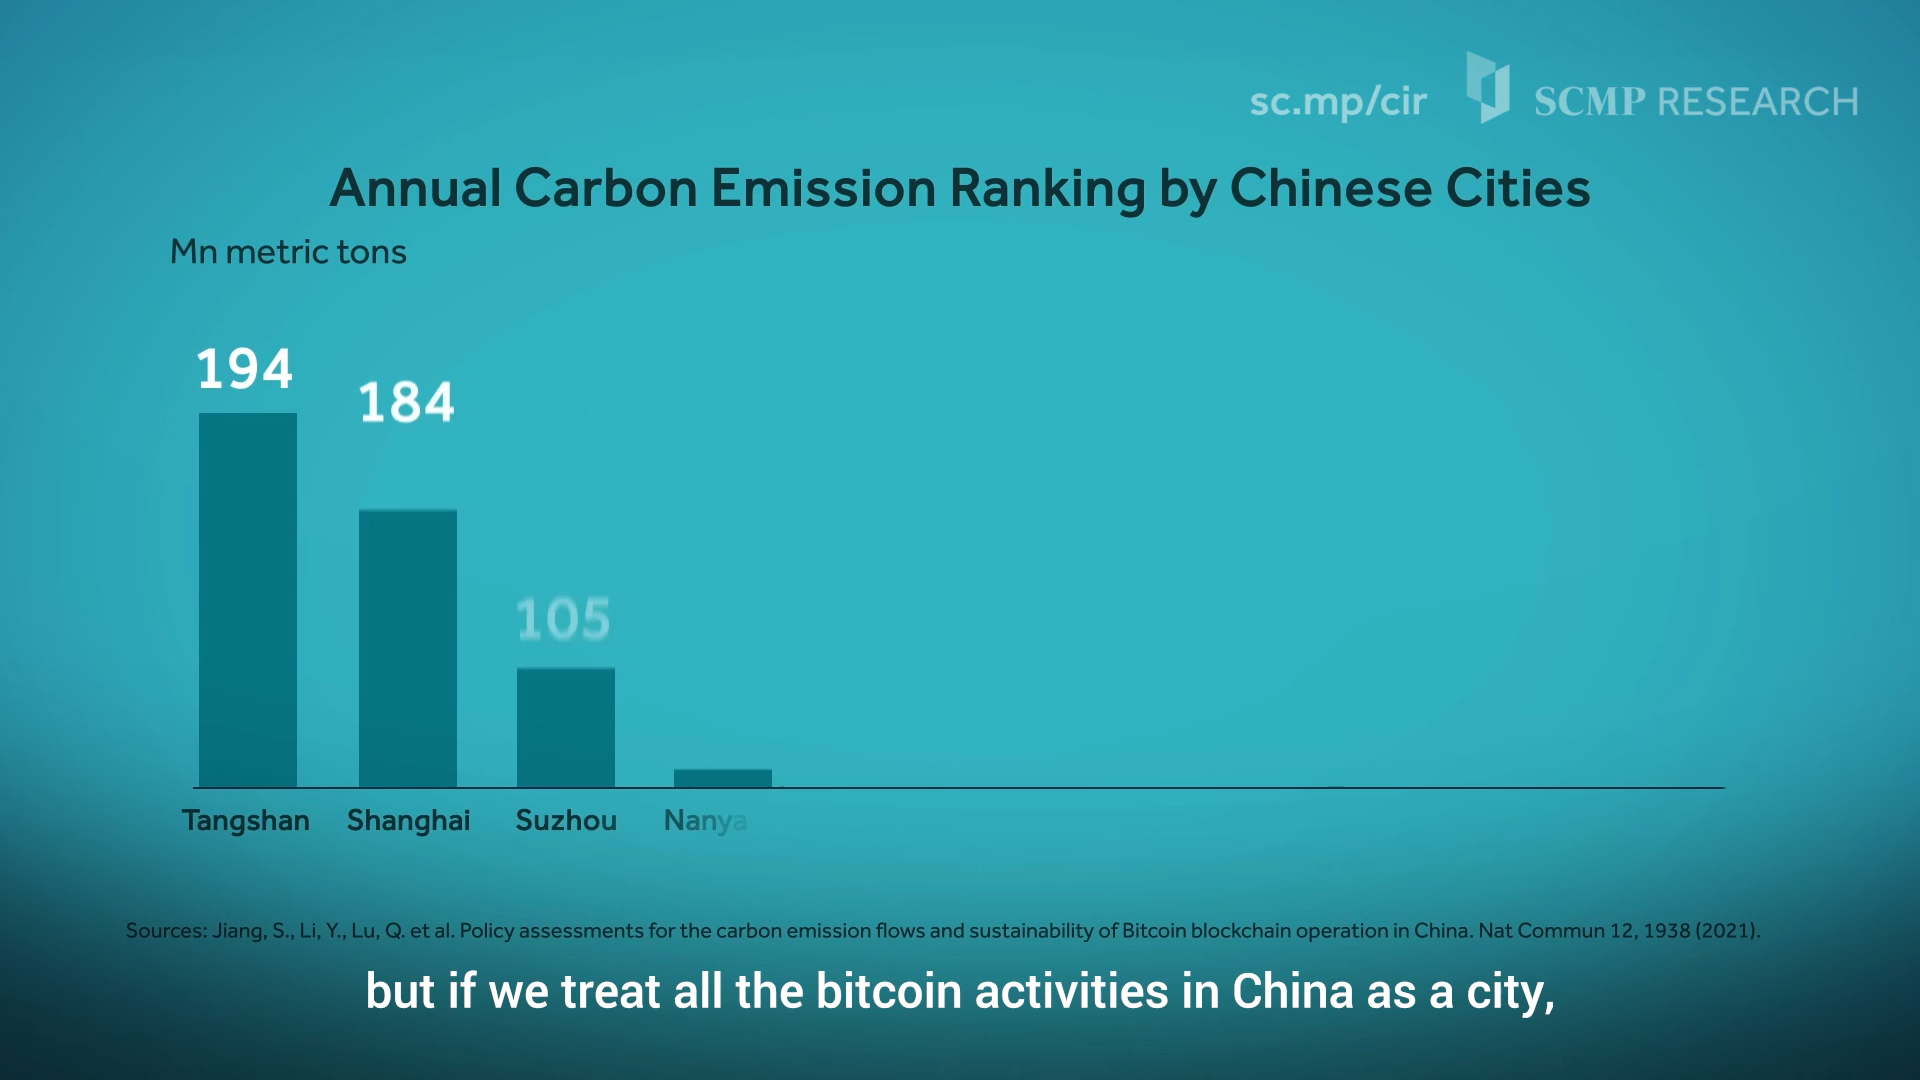 sc.mp/cir SCMP RESEARCH
Annual Carbon Emission Ranking by Chinese Cities
Mn metric tons
194
184
105
Tangshan Shanghai Suzhou Nanya
Sources: Jiang, S., Li, Y., Lu, Q. et al. Policy assessments for the carbon emission flows and sustainability of Bitcoin blockchain operation in China. Nat Commun 12, 1938 (2021).
but if we treat all the bitcoin activities in China as a city,